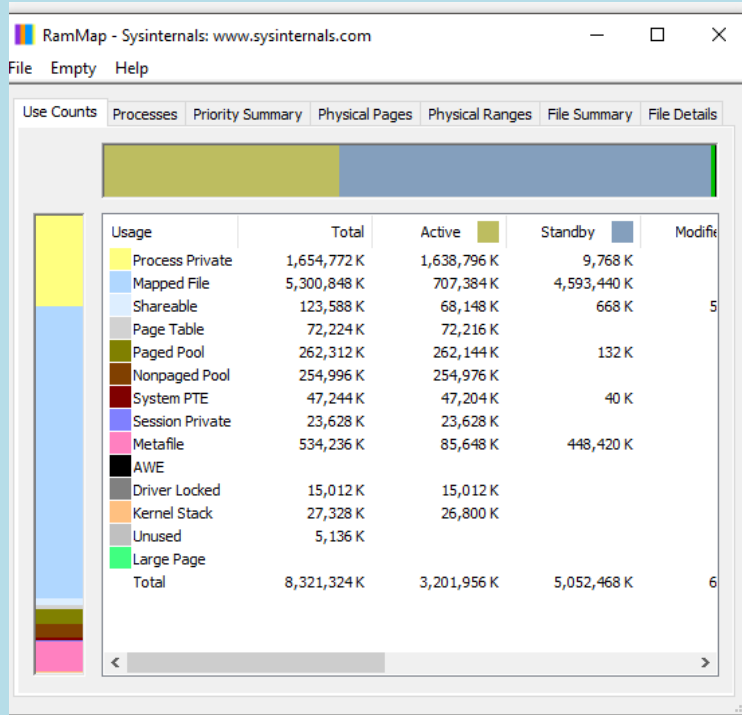 RamMap - Sysinternals: www.sysinternals.com
File Empty Help
Use Counts Processes Priority Summary Physical Pages Physical Ranges File Summary File Details
Usage Total Active Standby Modifie
Process Private 1,654,772 K 1,638,796 K 9,768 K
Mapped File 5,300,848 K 707,384 K 4,593,440 K
Shareable 123,588 K 68,148 K 668 K 5
Page Table 72,224 K 72,216 K
Paged Pool 262,312 K 262,144 K 132 K
Nonpaged Pool 254,996 K 254,976 K
System PTE 47,244 K 47,204 K 40 K
Session Private 23,628 K 23,628 K
Metafile 534,236 K 85,648 K 448,420 K
AWE
Driver Locked 15,012 K 15,012 K
Kernel Stack 27,328 K 26,800 K
Unused 5,136 K
Large Page
Total 8,321,324 K 3,201,956 K 5,052,468 K 6